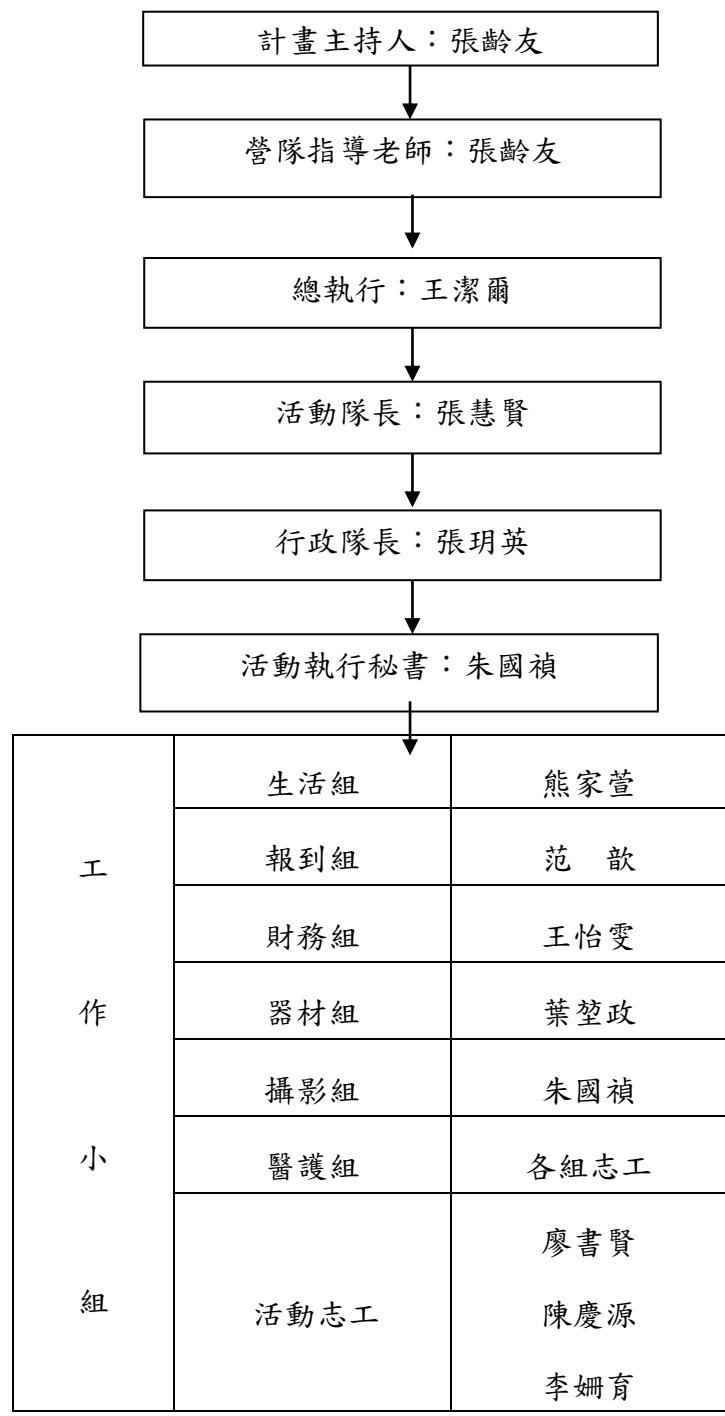 計畫主持人：張齡友
營隊指導老師：張齡友
總執行：王潔爾
活動隊長：張慧賢
行政隊長：張玥英
活動執行秘書：朱國禎
工作小組
生活組 熊家萱
報到組 范 歆
財務組 王怡雯
器材組 葉堃政
攝影組 朱國禎
醫護組 各組志工
活動志工 廖書賢
陳慶源
李姍育